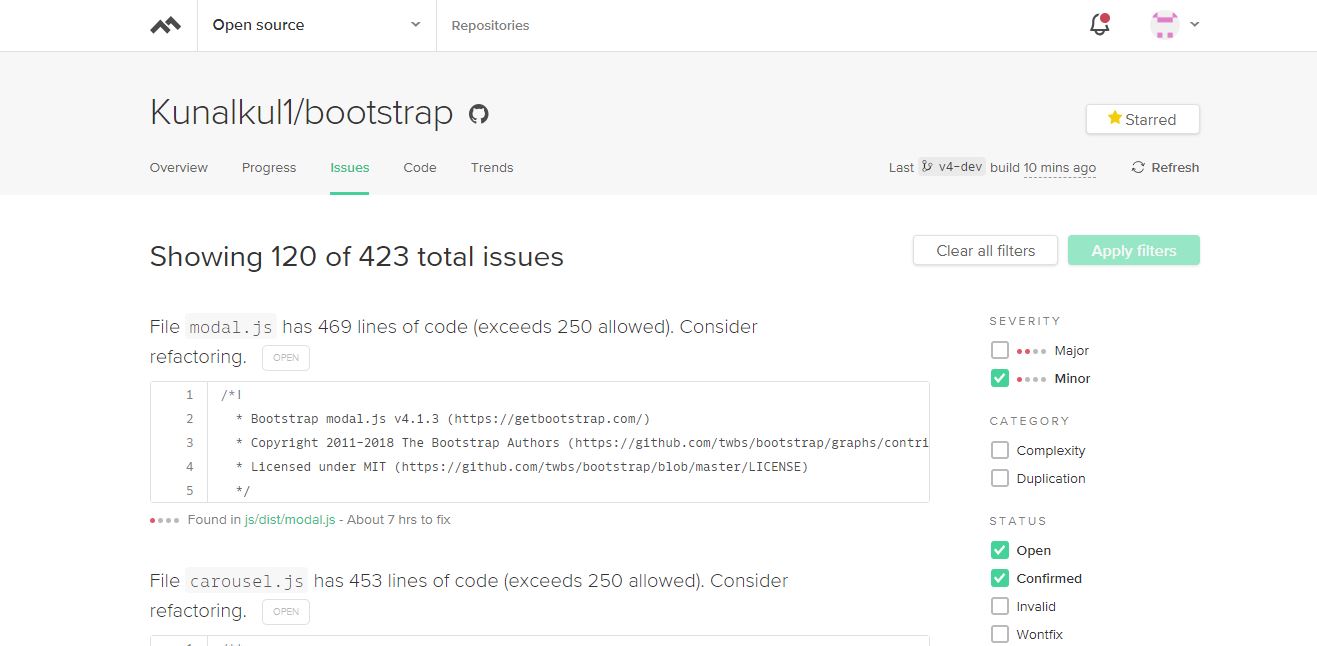 Open source
Repositories
Kunalkul1/bootstrap
Starred
Overview Progress Issues Code Trends
Last v4-dev build 10 mins ago Refresh
Showing 120 of 423 total issues
Clear all filters
Apply filters
File modal.js has 469 lines of code (exceeds 250 allowed). Consider
refactoring. OPEN
1 /*!
2 * Bootstrap modal.js v4.1.3 (https://getbootstrap.com/)
3 * Copyright 2011-2018 The Bootstrap Authors (https://github.com/twbs/bootstrap/graphs/contri
4 * Licensed under MIT (https://github.com/twbs/bootstrap/blob/master/LICENSE)
5 */
Found in js/dist/modal.js - About 7 hrs to fix
File carousel.js has 453 lines of code (exceeds 250 allowed). Consider
refactoring. OPEN
SEVERITY
Major
Minor
CATEGORY
Complexity
Duplication
STATUS
Open
Confirmed
Invalid
Wontfix